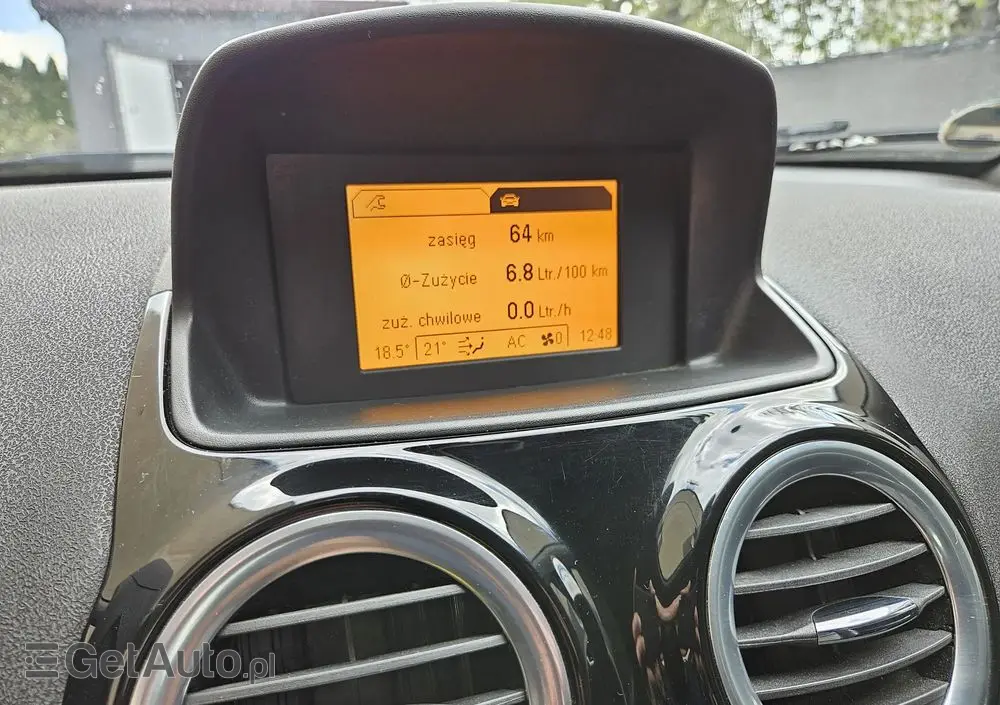 zasięg 64 km
Ø-Zużycie 6.8 Ltr./100 km
zuż. chwilowe 0.0 Ltr./h
18.5° 21° AC 0 12:48
GetAuto.pl